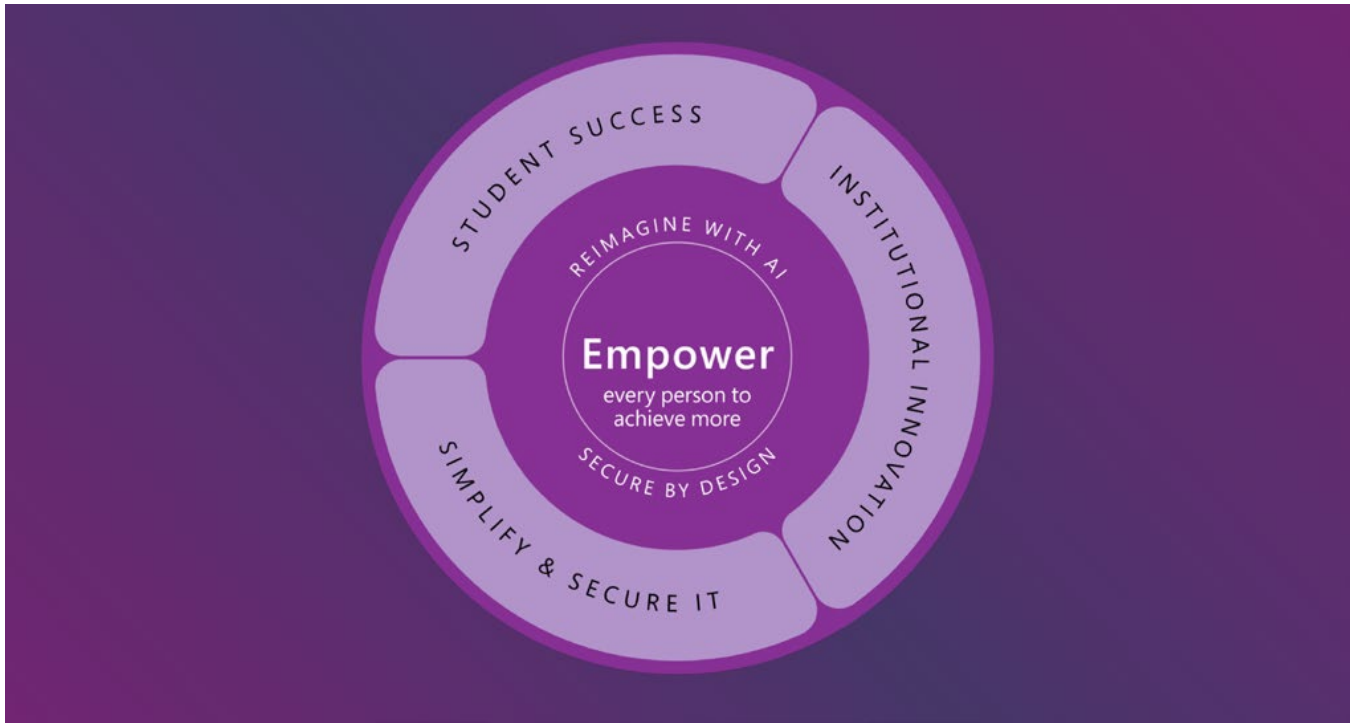 STUDENT SUCCESS
INSTITUTIONAL INNOVATION
SIMPLIFY & SECURE IT
REIMAGINE WITH AI
Empower
every person to
achieve more
SECURE BY DESIGN